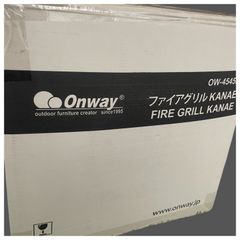 OW-4545
Onway
outdoor furniture creator since1995
ファイアグリル KANAE
FIRE GRILL KANAE
www.onway.jp